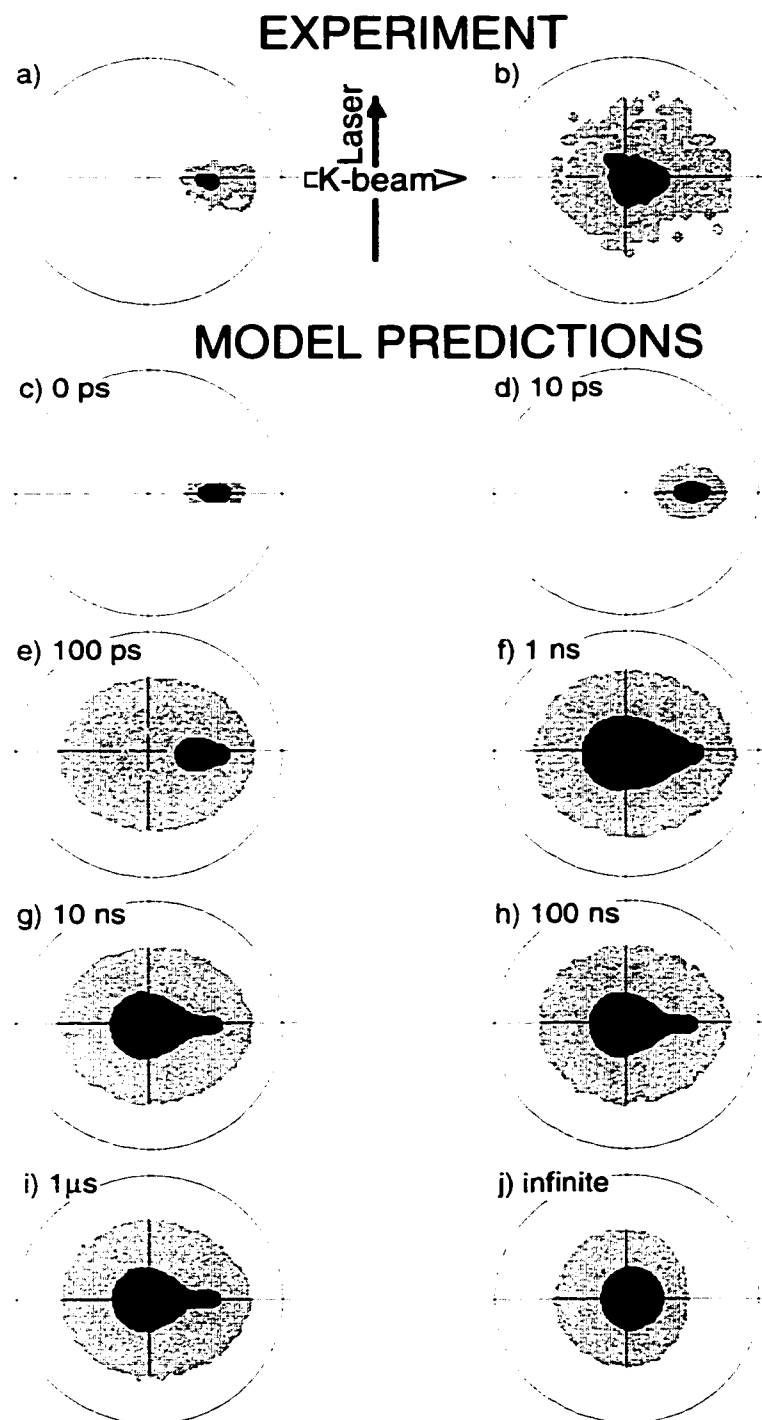 EXPERIMENT
a)
b)
Laser
K-beam
MODEL PREDICTIONS
c) 0 ps
d) 10 ps
e) 100 ps
f) 1 ns
g) 10 ns
h) 100 ns
i) 1μs
j) infinite